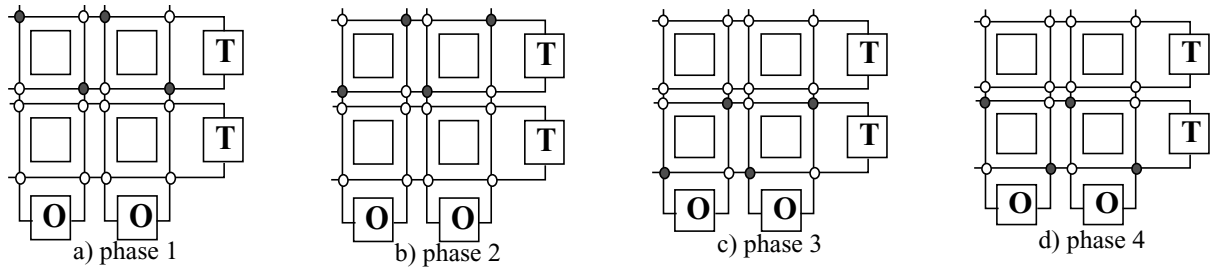 T
T
O O
a) phase 1
T
T
O O
b) phase 2
T
T
O O
c) phase 3
T
T
O O
d) phase 4